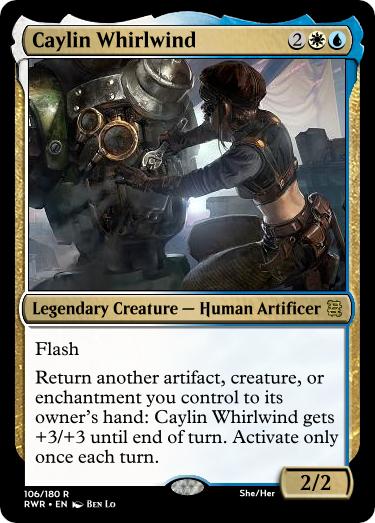 Caylin Whirlwind 2
Legendary Creature — Human Artificer
Flash
Return another artifact, creature, or
enchantment you control to its
owner's hand: Caylin Whirlwind gets
+3/+3 until end of turn. Activate only
once each turn.
2/2
106/180 R
RWR • EN Ben Lo
She/Her